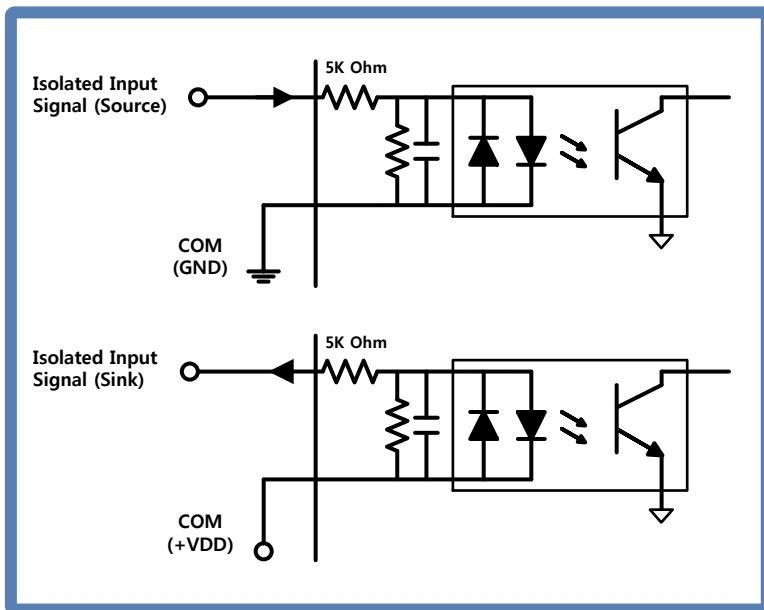 5K Ohm
Isolated Input
Signal (Source)
COM
(GND)
5K Ohm
Isolated Input
Signal (Sink)
COM
(+VDD)